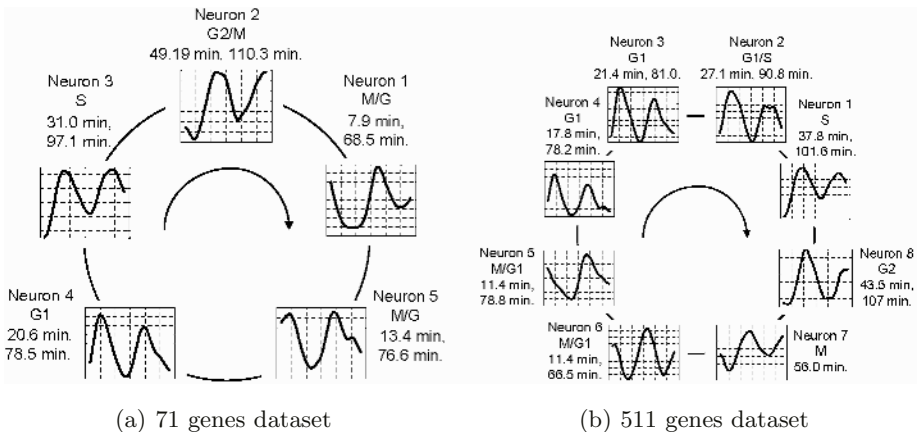 Neuron 2
G2/M
49.19 min. 110.3 min.
Neuron 3
S
31.0 min,
97.1 min.
Neuron 1
M/G
7.9 min,
68.5 min.
Neuron 4
G1
20.6 min.
78.5 min.
Neuron 5
M/G
13.4 min,
76.6 min.
(a) 71 genes dataset
Neuron 3
G1
21.4 min, 81.0.
Neuron 2
G1/S
27.1 min. 90.8 min.
Neuron 4
G1
17.8 min,
78.2 min.
Neuron 1
S
37.8 min,
101.6 min.
Neuron 5
M/G1
11.4 min,
78.8 min.
Neuron 8
G2
43.5 min,
107 min.
Neuron 6
M/G1
11.4 min,
66.5 min.
Neuron 7
M
56.0 min.
(b) 511 genes dataset